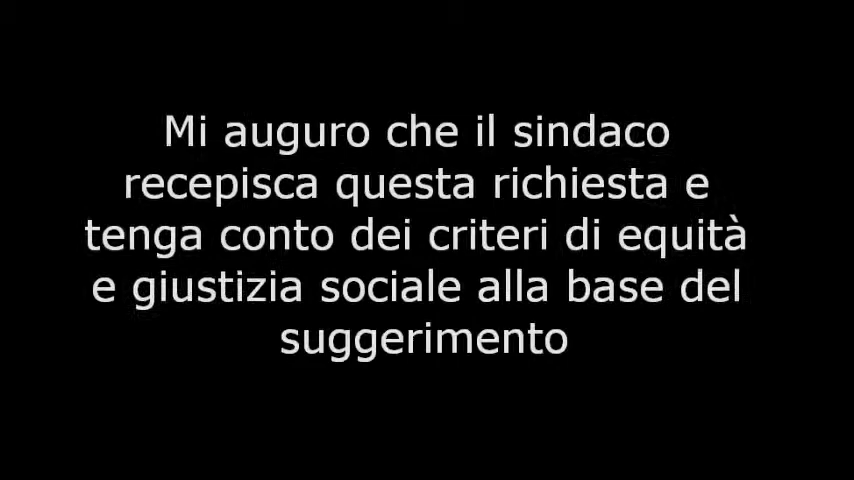 Mi auguro che il sindaco
recepisca questa richiesta e
tenga conto dei criteri di equità
e giustizia sociale alla base del
suggerimento